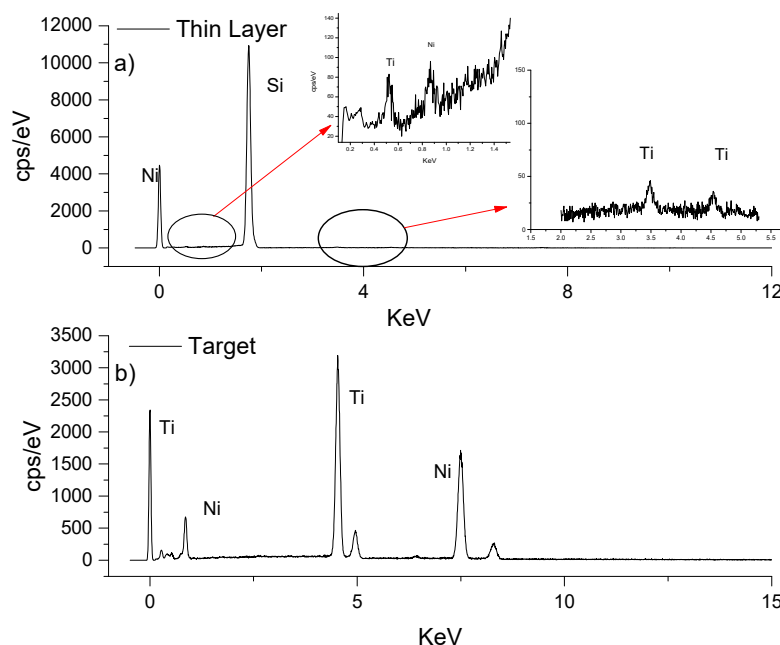 Thin Layer
a)
12000
10000
8000
6000
4000
2000
0
cps/eV
Ni
Si
0 4 8 12
KeV
140
120
100
80
60
40
20
cps/eV
Ti
Ni
0.2 0.4 0.6 0.8 1.0 1.2 1.4
KeV
150
100
50
0
Ti Ti
1.5 2.0 2.5 3.0 3.5 4.0 4.5 5.0 5.5
Target
b)
3500
3000
2500
2000
1500
1000
500
0
cps/eV
Ti
Ni
Ti
Ni
0 5 10 15
KeV